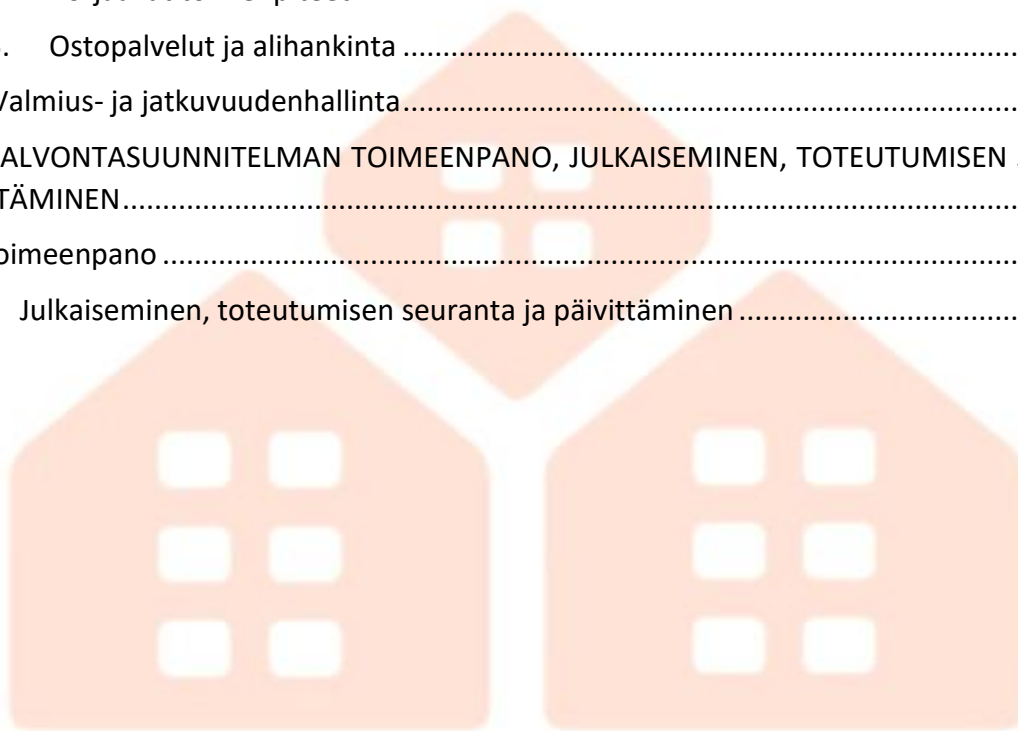 . Ostopalvelut ja alihankinta ........................................................................
Valmius- ja jatkuvuudenhallinta........................................................................
ALVONTASUUNNITELMAN TOIMEENPANO, JULKAISEMINEN, TOTEUTUMISEN
TÄMINEN........................................................................
oimeenpano ........................................................................
Julkaiseminen, toteutumisen seuranta ja päivittäminen ...................................